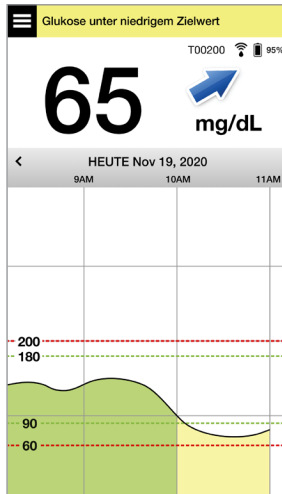 Glukose unter niedrigem Zielwert
T00200 95%
65
mg/dL
HEUTE Nov 19, 2020
9AM 10AM 11AM
200
180
90
60